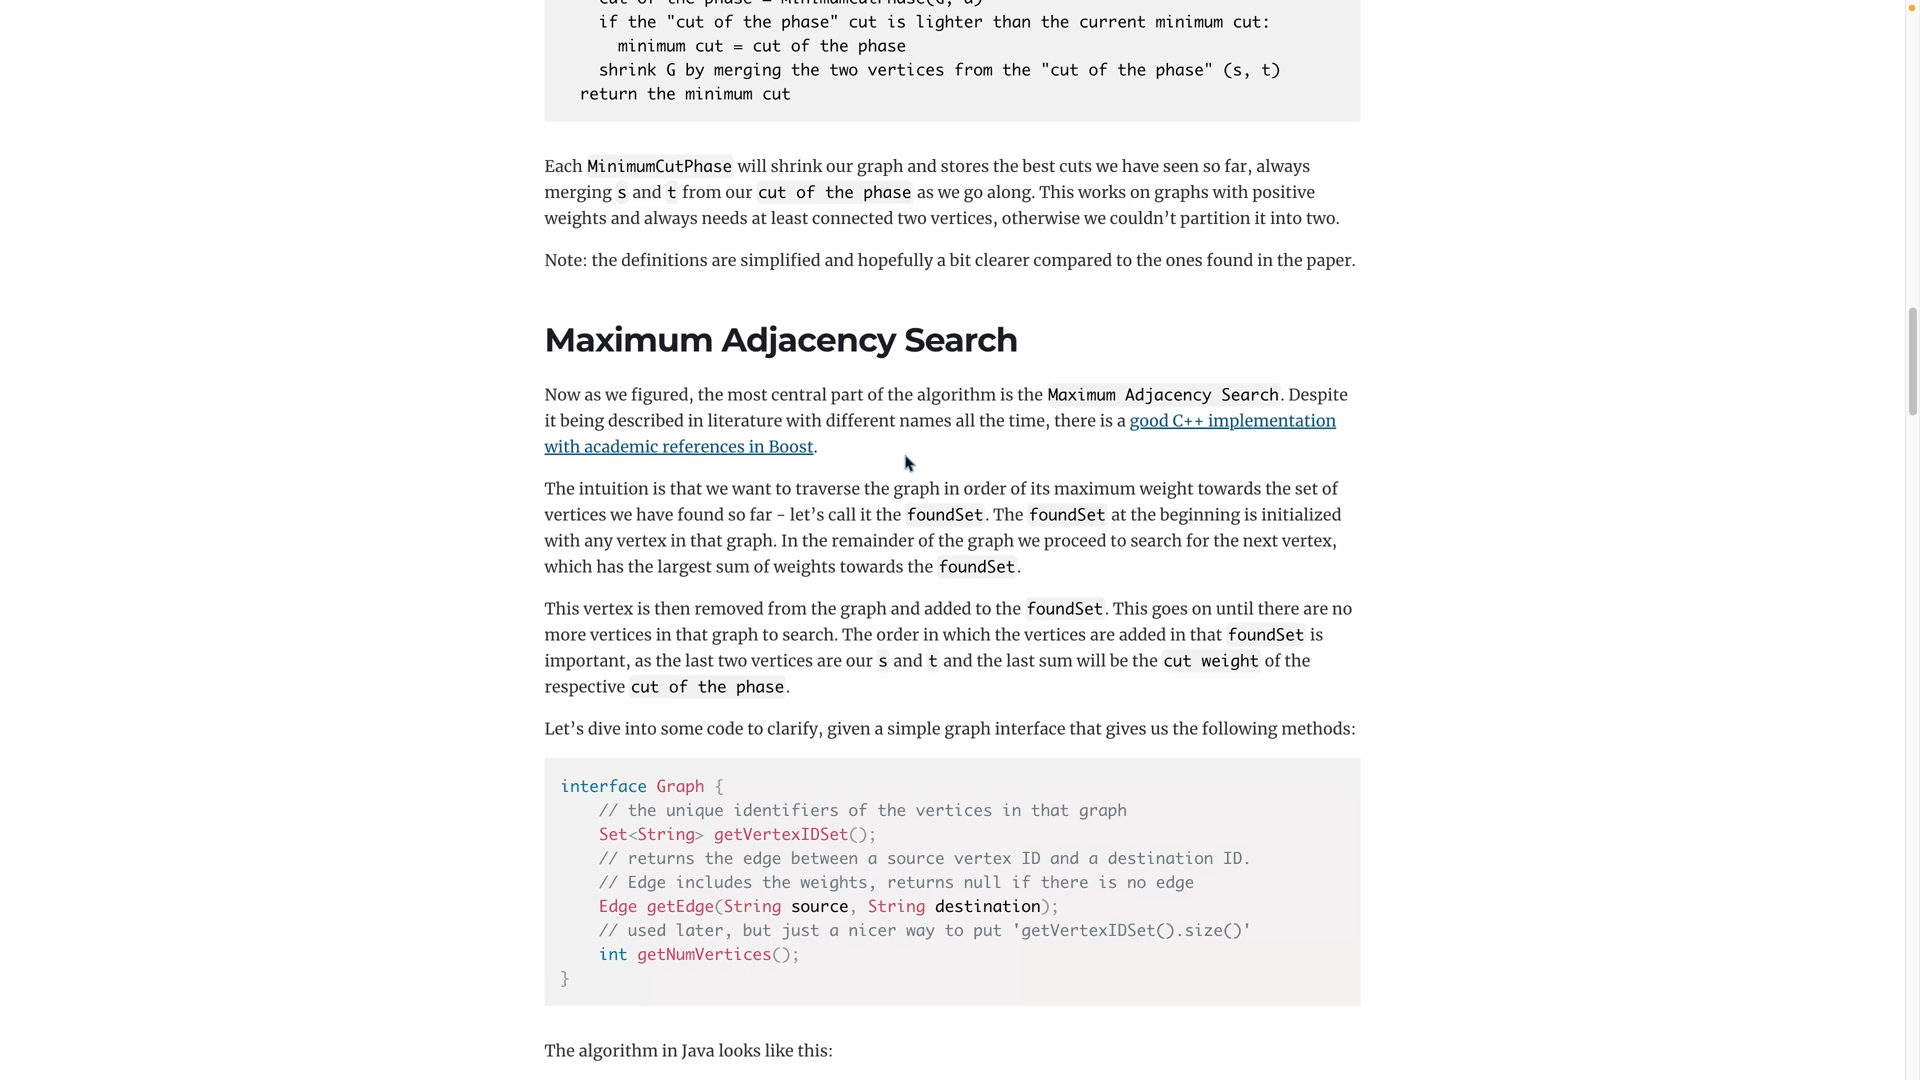 cut of the phase = MinimumCutPhase(G, a)
if the "cut of the phase" cut is lighter than the current minimum cut:
minimum cut = cut of the phase
shrink G by merging the two vertices from the "cut of the phase" (s, t)
return the minimum cut
Each MinimumCutPhase will shrink our graph and stores the best cuts we have seen so far, always
merging s and t from our cut of the phase as we go along. This works on graphs with positive
weights and always needs at least connected two vertices, otherwise we couldn’t partition it into two.
Note: the definitions are simplified and hopefully a bit clearer compared to the ones found in the paper.
Maximum Adjacency Search
Now as we figured, the most central part of the algorithm is the Maximum Adjacency Search. Despite
it being described in literature with different names all the time, there is a good C++ implementation
with academic references in Boost.
The intuition is that we want to traverse the graph in order of its maximum weight towards the set of
vertices we have found so far - let’s call it the foundSet. The foundSet at the beginning is initialized
with any vertex in that graph. In the remainder of the graph we proceed to search for the next vertex,
which has the largest sum of weights towards the foundSet.
This vertex is then removed from the graph and added to the foundSet. This goes on until there are no
more vertices in that graph to search. The order in which the vertices are added in that foundSet is
important, as the last two vertices are our s and t and the last sum will be the cut weight of the
respective cut of the phase.
Let’s dive into some code to clarify, given a simple graph interface that gives us the following methods:
interface Graph {
// the unique identifiers of the vertices in that graph
Set<String> getVertexIDSet();
// returns the edge between a source vertex ID and a destination ID.
// Edge includes the weights, returns null if there is no edge
Edge getEdge(String source, String destination);
// used later, but just a nicer way to put 'getVertexIDSet().size()'
int getNumVertices();
}
The algorithm in Java looks like this: